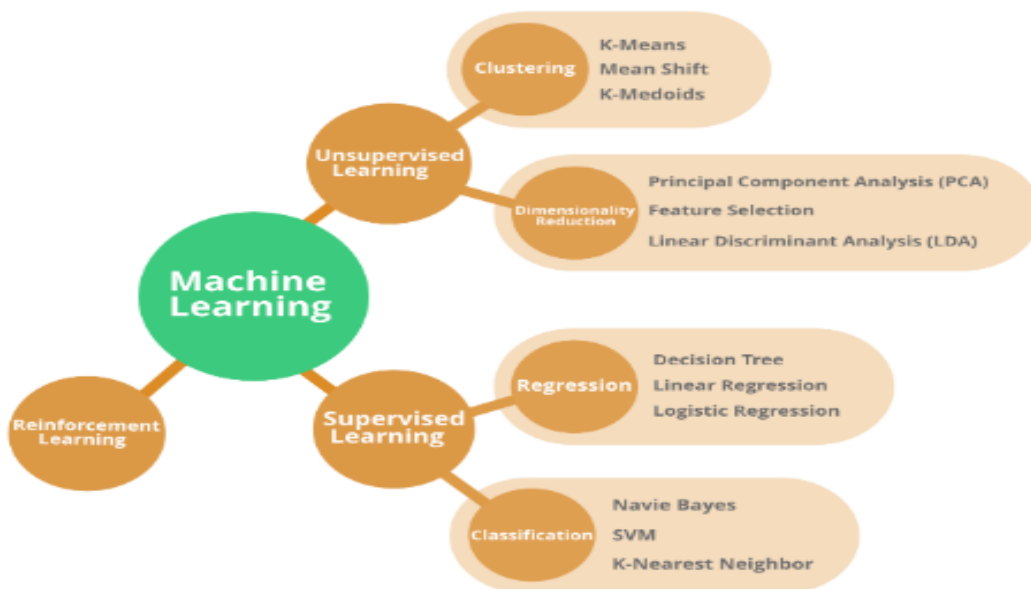 Clustering
K-Means
Mean Shift
K-Medoids
Unsupervised
Learning
Dimensionality
Reduction
Principal Component Analysis (PCA)
Feature Selection
Linear Discriminant Analysis (LDA)
Machine
Learning
Reinforcement
Learning
Supervised
Learning
Regression
Decision Tree
Linear Regression
Logistic Regression
Classification
Navie Bayes
SVM
K-Nearest Neighbor